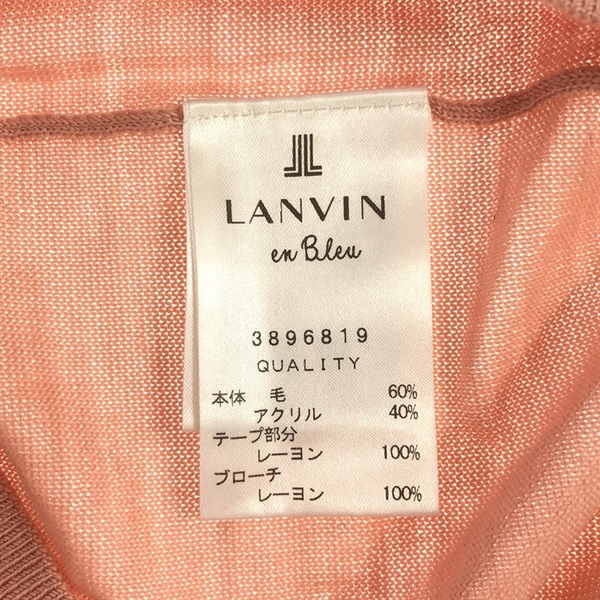 LANVIN
en Bleu
3896819
QUALITY
本体 毛 60%
アクリル 40%
テープ部分
レーヨン 100%
ブローチ
レーヨン 100%